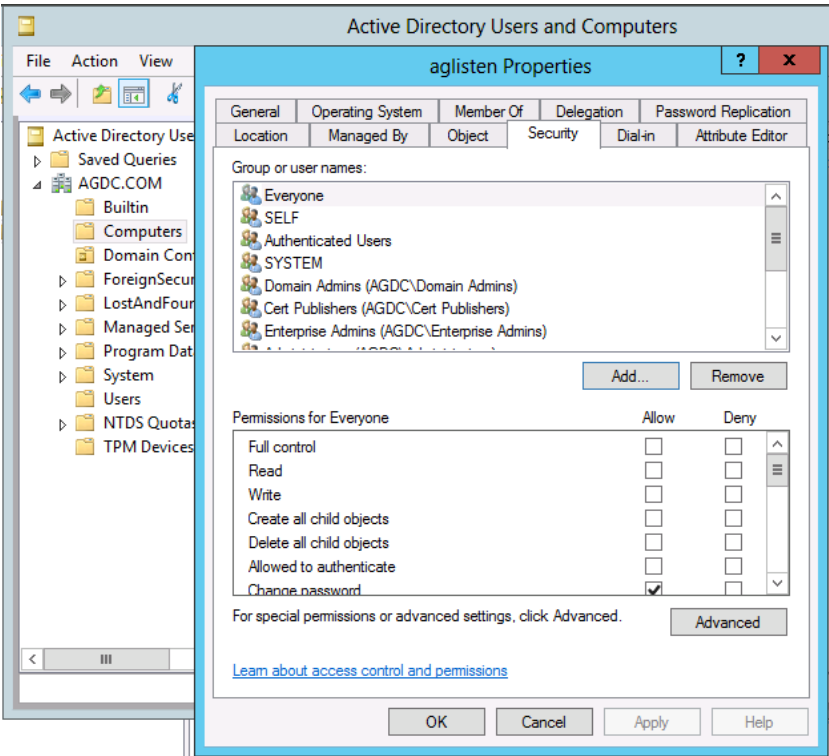 Active Directory Users and Computers
File Action View
aglisten Properties
? x
General Operating System Member Of Delegation Password Replication
Location Managed By Object Security Dial-in Attribute Editor
Active Directory Use
Saved Queries
AGDC.COM
Builtin
Computers
Domain Con
ForeignSecur
LostAndFour
Managed Ser
Program Dat
System
Users
NTDS Quotas
TPM Devices
Group or user names:
Everyone
SELF
Authenticated Users
SYSTEM
Domain Admins (AGDC\Domain Admins)
Cert Publishers (AGDC\Cert Publishers)
Enterprise Admins (AGDC\Enterprise Admins)
Add... Remove
Permissions for Everyone Allow Deny
Full control
Read
Write
Create all child objects
Delete all child objects
Allowed to authenticate
Change password
For special permissions or advanced settings, click Advanced.
Advanced
Learn about access control and permissions
OK Cancel Apply Help